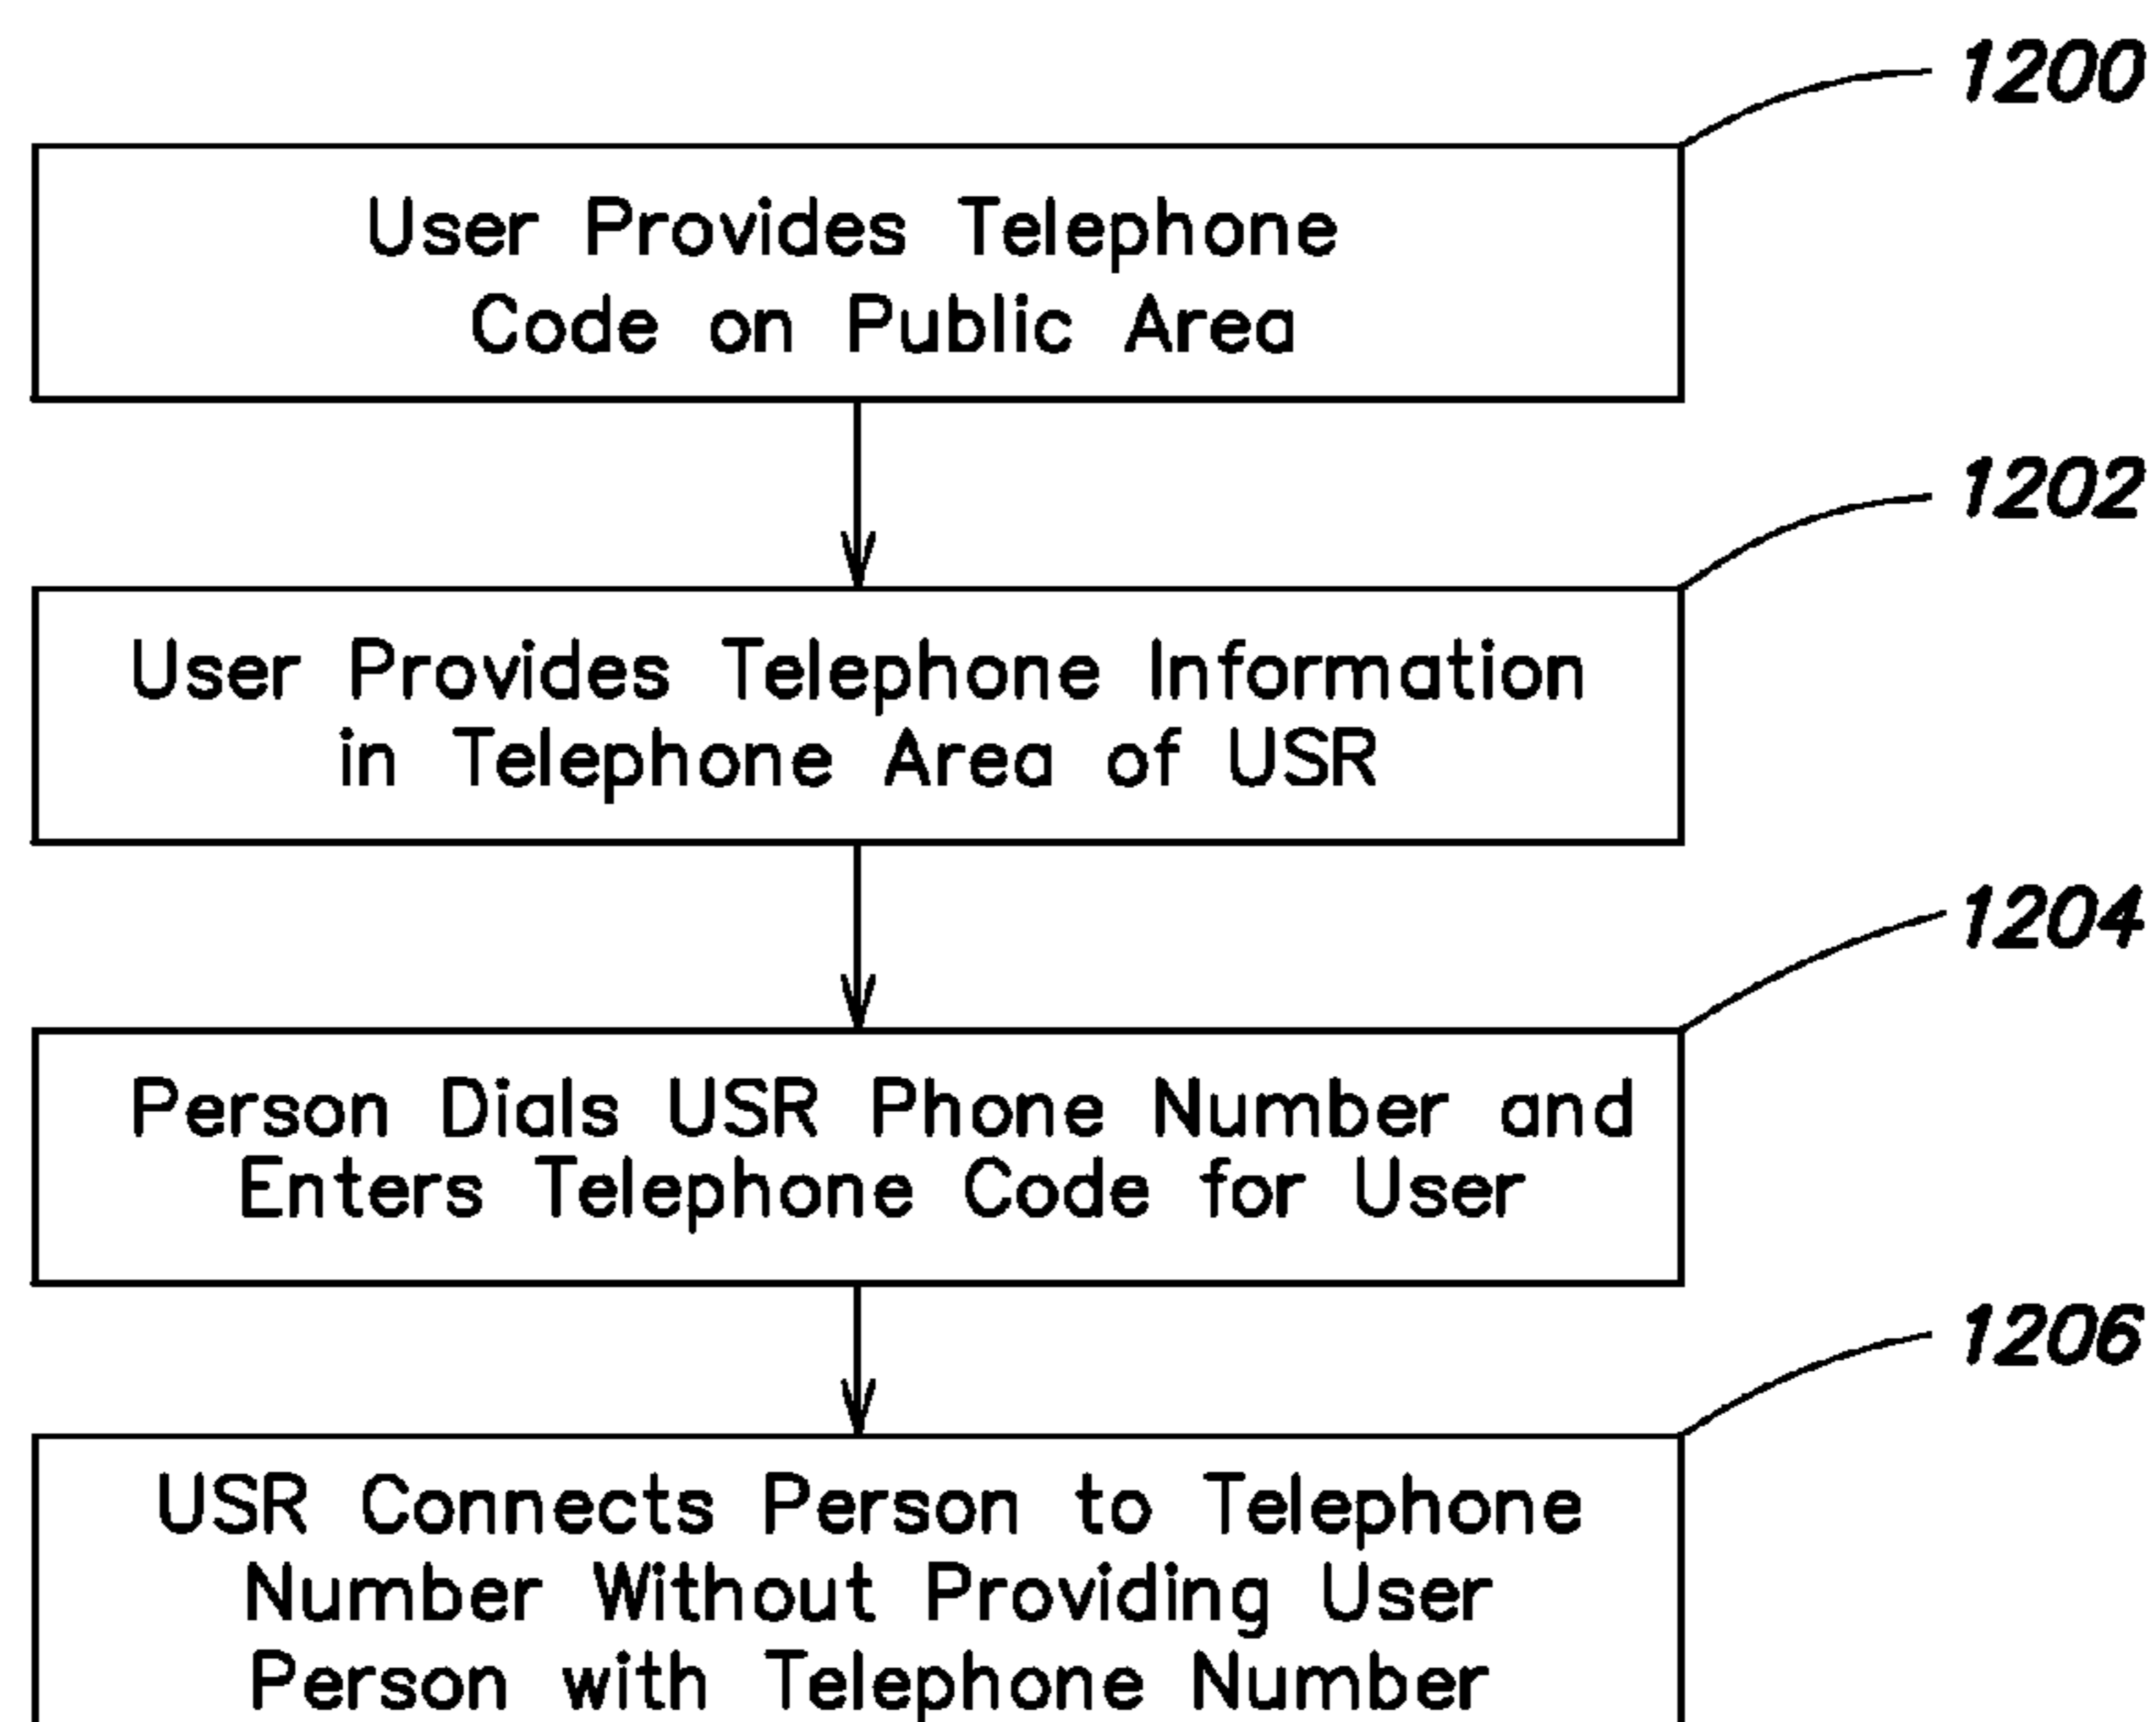 1200
User Provides Telephone
Code on Public Area
1202
User Provides Telephone Information
in Telephone Area of USR
1204
Person Dials USR Phone Number and
Enters Telephone Code for User
1206
USR Connects Person to Telephone
Number Without Providing User
Person with Telephone Number